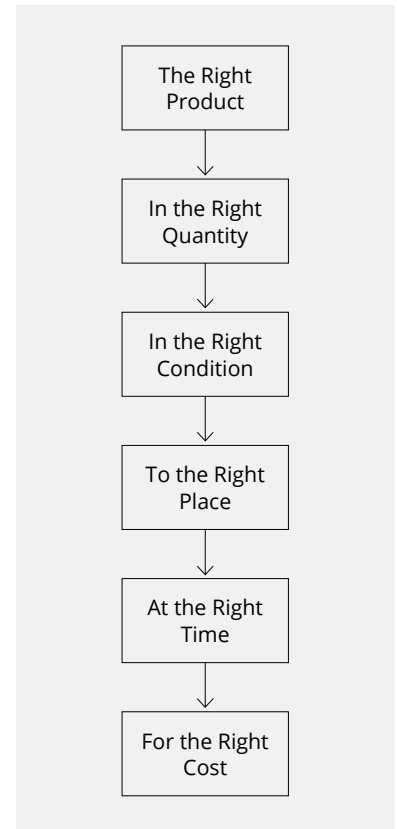 The Right
Product
In the Right
Quantity
In the Right
Condition
To the Right
Place
At the Right
Time
For the Right
Cost